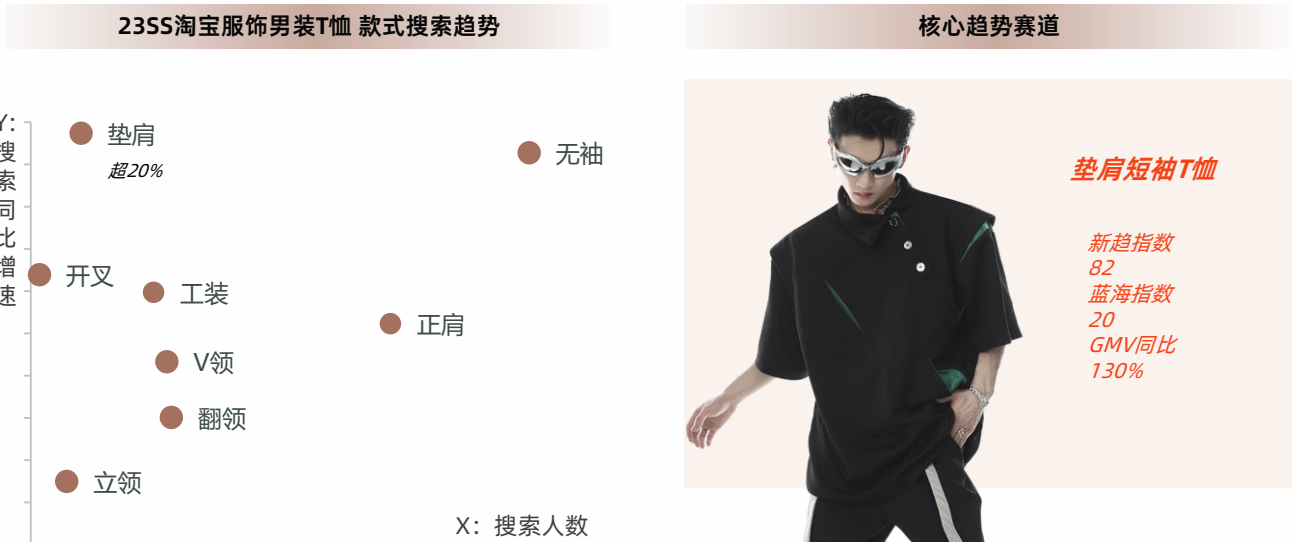 23SS淘宝服饰男装T恤 款式搜索趋势
核心趋势赛道
Y:
搜
索
同
比
增
速
垫肩
超20%
无袖
开叉
工装
正肩
V领
翻领
立领
X：搜索人数
垫肩短袖T恤
新趋指数
82
蓝海指数
20
GMV同比
130%